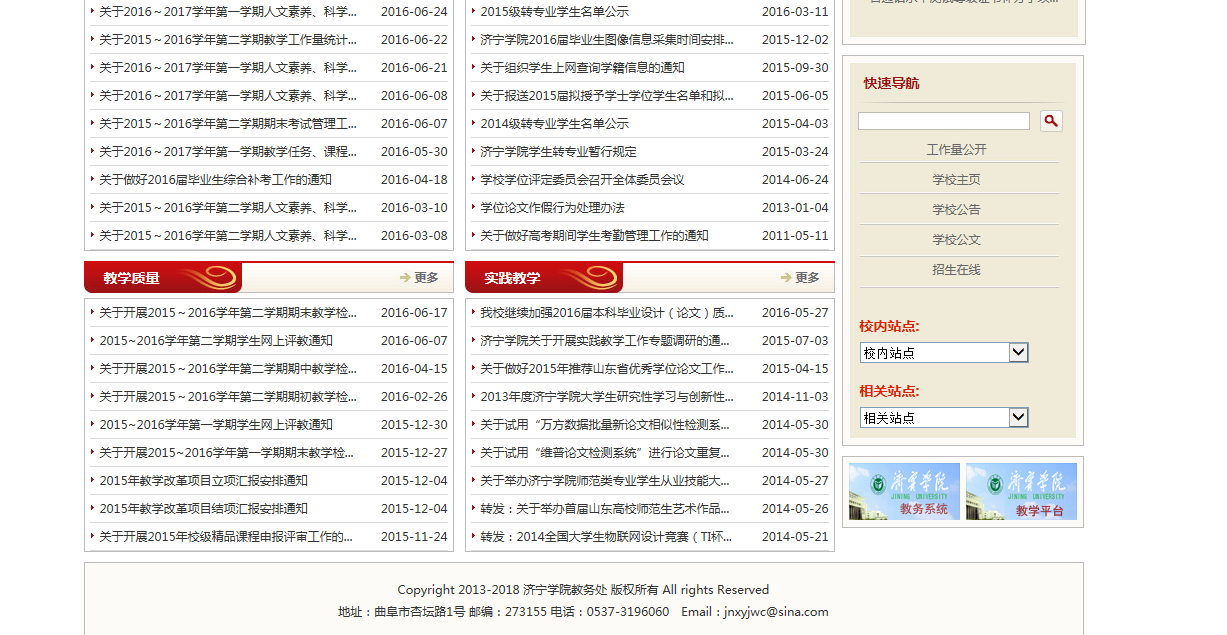 关于2016～2017学年第一学期人文素养、科学... 2016-06-24
关于2015～2016学年第二学期教学工作量统计... 2016-06-22
关于2016～2017学年第一学期人文素养、科学... 2016-06-21
关于2016～2017学年第一学期人文素养、科学... 2016-06-08
关于2015～2016学年第二学期期末考试管理工... 2016-06-07
关于2016～2017学年第一学期教学任务、课程... 2016-05-30
关于做好2016届毕业生综合补考工作的通知 2016-04-18
关于2015～2016学年第二学期人文素养、科学... 2016-03-10
关于2015～2016学年第二学期人文素养、科学... 2016-03-08
2015级转专业学生名单公示 2016-03-11
济宁学院2016届毕业生图像信息采集时间安排... 2015-12-02
关于组织学生上网查询学籍信息的通知 2015-09-30
关于报送2015届拟授予学士学位学生名单和拟... 2015-06-05
2014级转专业学生名单公示 2015-04-03
济宁学院学生转专业暂行规定 2015-03-24
学校学位评定委员会召开全体委员会议 2014-06-24
学位论文作假行为处理办法 2013-01-04
关于做好高考期间学生考勤管理工作的通知 2011-05-11
教学质量 更多
关于开展2015～2016学年第二学期期末教学检... 2016-06-17
2015~2016学年第二学期学生网上评教通知 2016-06-07
关于开展2015～2016学年第二学期期中教学检... 2016-04-15
关于开展2015～2016学年第二学期期初教学检... 2016-02-26
2015~2016学年第一学期学生网上评教通知 2015-12-30
关于开展2015~2016学年第一学期期末教学检... 2015-12-27
2015年教学改革项目立项汇报安排通知 2015-12-04
2015年教学改革项目结项汇报安排通知 2015-12-04
关于开展2015年校级精品课程申报评审工作的... 2015-11-24
实践教学 更多
我校继续加强2016届本科毕业设计（论文）质... 2016-05-27
济宁学院关于开展实践教学工作专题调研的通... 2015-07-03
关于做好2015年推荐山东省优秀学位论文工作... 2015-04-15
2013年度济宁学院大学生研究性学习与创新性... 2014-11-03
关于试用“万方数据批量新论文相似性检测系... 2014-05-30
关于试用“维普论文检测系统”进行论文重复... 2014-05-30
关于举办济宁学院师范类专业学生从业技能大... 2014-05-27
转发：关于举办首届山东高校师范生艺术作品... 2014-05-26
转发：2014全国大学生物联网设计竞赛（TI杯... 2014-05-21
快速导航
工作量公开
学校主页
学校公告
学校公文
招生在线
校内站点:
校内站点
相关站点:
相关站点
济宁学院
JINING UNIVERSITY
教务系统
济宁学院
JINING UNIVERSITY
教学平台
Copyright 2013-2018 济宁学院教务处 版权所有 All rights Reserved
地址：曲阜市杏坛路1号 邮编：273155 电话：0537-3196060 Email：jnxyjwc@sina.com